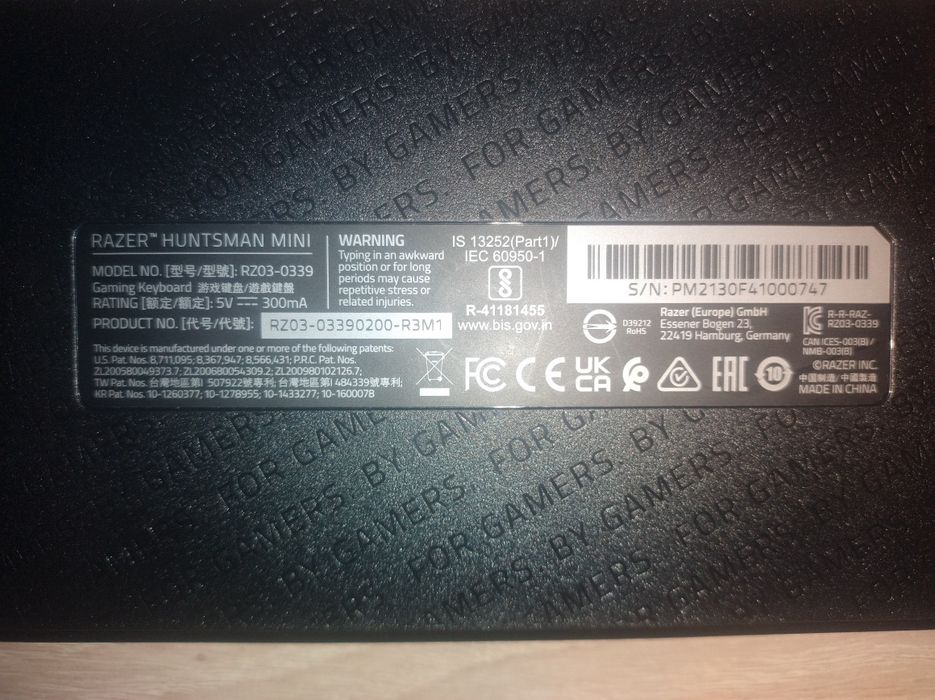 FOR GAMERS. BY GAMERS.
RAZER™ HUNTSMAN MINI
MODEL NO. [型号/型號]: RZ03-0339
Gaming Keyboard 游戏键盘/遊戲鍵盤
RATING [额定/額定]: 5V ⎓ 300mA
PRODUCT NO. [代号/代號]: RZ03-03390200-R3M1
This device is manufactured under one or more of the following patents:
U.S. Pat. Nos. 8,711,095; 8,367,947; 8,566,431; P.R.C. Pat. Nos.
ZL200580049373.7; ZL200680054309.2; ZL200980102126.7;
TW Pat. Nos. 台灣地區第I 507922號專利; 台灣地區第I 484339號專利;
KR Pat. Nos. 10-1260377; 10-1278955; 10-1433277; 10-1600078
WARNING
Typing in an awkward
position or for long
periods may cause
repetitive stress or
related injuries.
IS 13252(Part1)/
IEC 60950-1
R-41181455
www.bis.gov.in
S/N: PM2130F41000747
D39212
RoHS
Razer (Europe) GmbH
Essener Bogen 23,
22419 Hamburg, Germany
R-R-RAZ-
RZ03-0339
CAN ICES-003(B)/
NMB-003(B)
FC CE UK CA EAC 10
©RAZER INC.
中国制造/中國製造
MADE IN CHINA
FOR GAMERS. BY GAMERS.